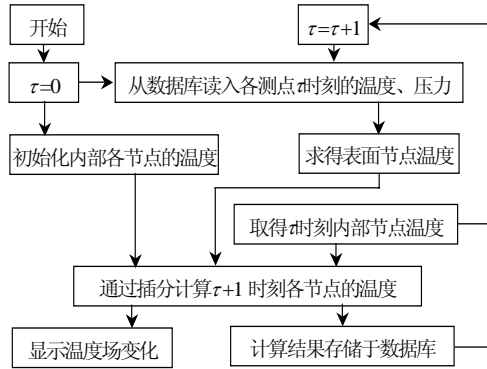 开始
τ=τ+1
τ=0
从数据库读入各测点τ时刻的温度、压力
初始化内部各节点的温度
求得表面节点温度
取得τ时刻内部节点温度
通过插分计算τ+1 时刻各节点的温度
显示温度场变化
计算结果存储于数据库